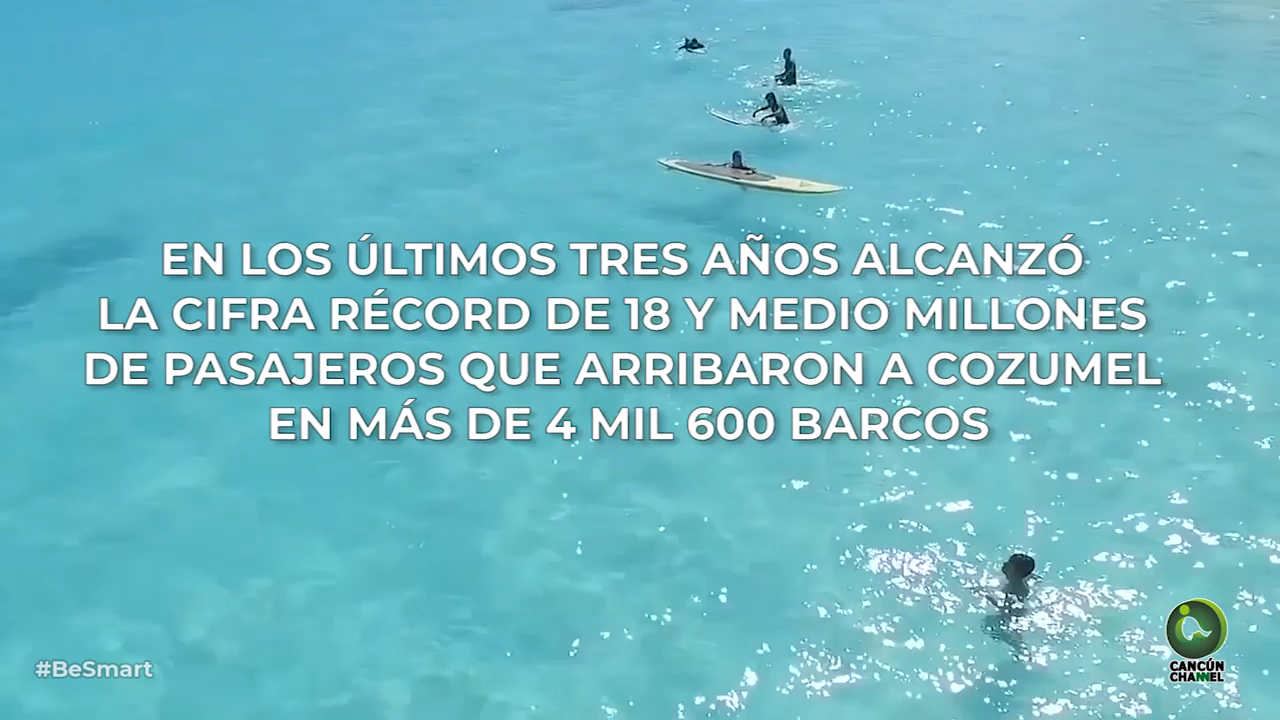 EN LOS ÚLTIMOS TRES AÑOS ALCANZÓ
LA CIFRA RÉCORD DE 18 Y MEDIO MILLONES
DE PASAJEROS QUE ARRIBARON A COZUMEL
EN MÁS DE 4 MIL 600 BARCOS
#BeSmart
CANCÚN
CHANNEL